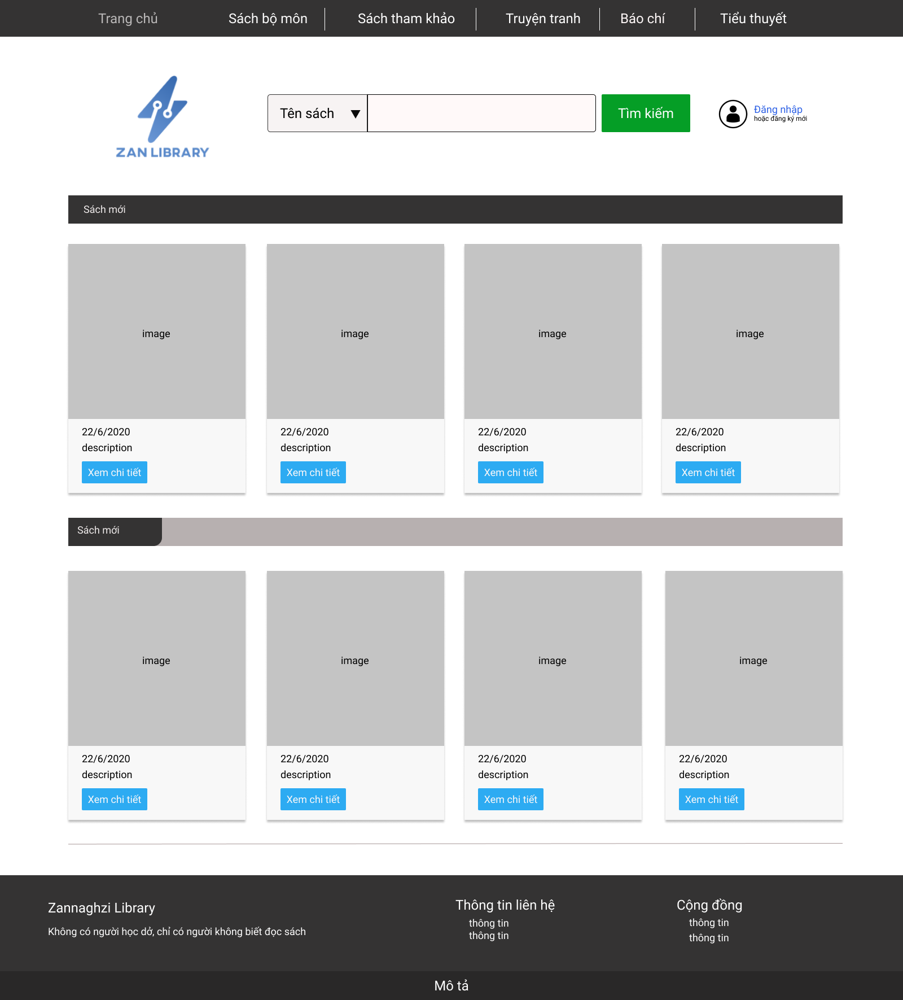 Trang chủ Sách bộ môn Sách tham khảo Truyện tranh Báo chí Tiểu thuyết
ZAN LIBRARY
Tên sách ▼ Tìm kiếm
Đăng nhập
hoặc đăng ký mới
Sách mới
image image image image
22/6/2020 22/6/2020 22/6/2020 22/6/2020
description description description description
Xem chi tiết Xem chi tiết Xem chi tiết Xem chi tiết
Sách mới
image image image image
22/6/2020 22/6/2020 22/6/2020 22/6/2020
description description description description
Xem chi tiết Xem chi tiết Xem chi tiết Xem chi tiết
Zannaghzi Library
Không có người học dở, chỉ có người không biết đọc sách
Thông tin liên hệ
thông tin
thông tin
Cộng đồng
thông tin
thông tin
Mô tả